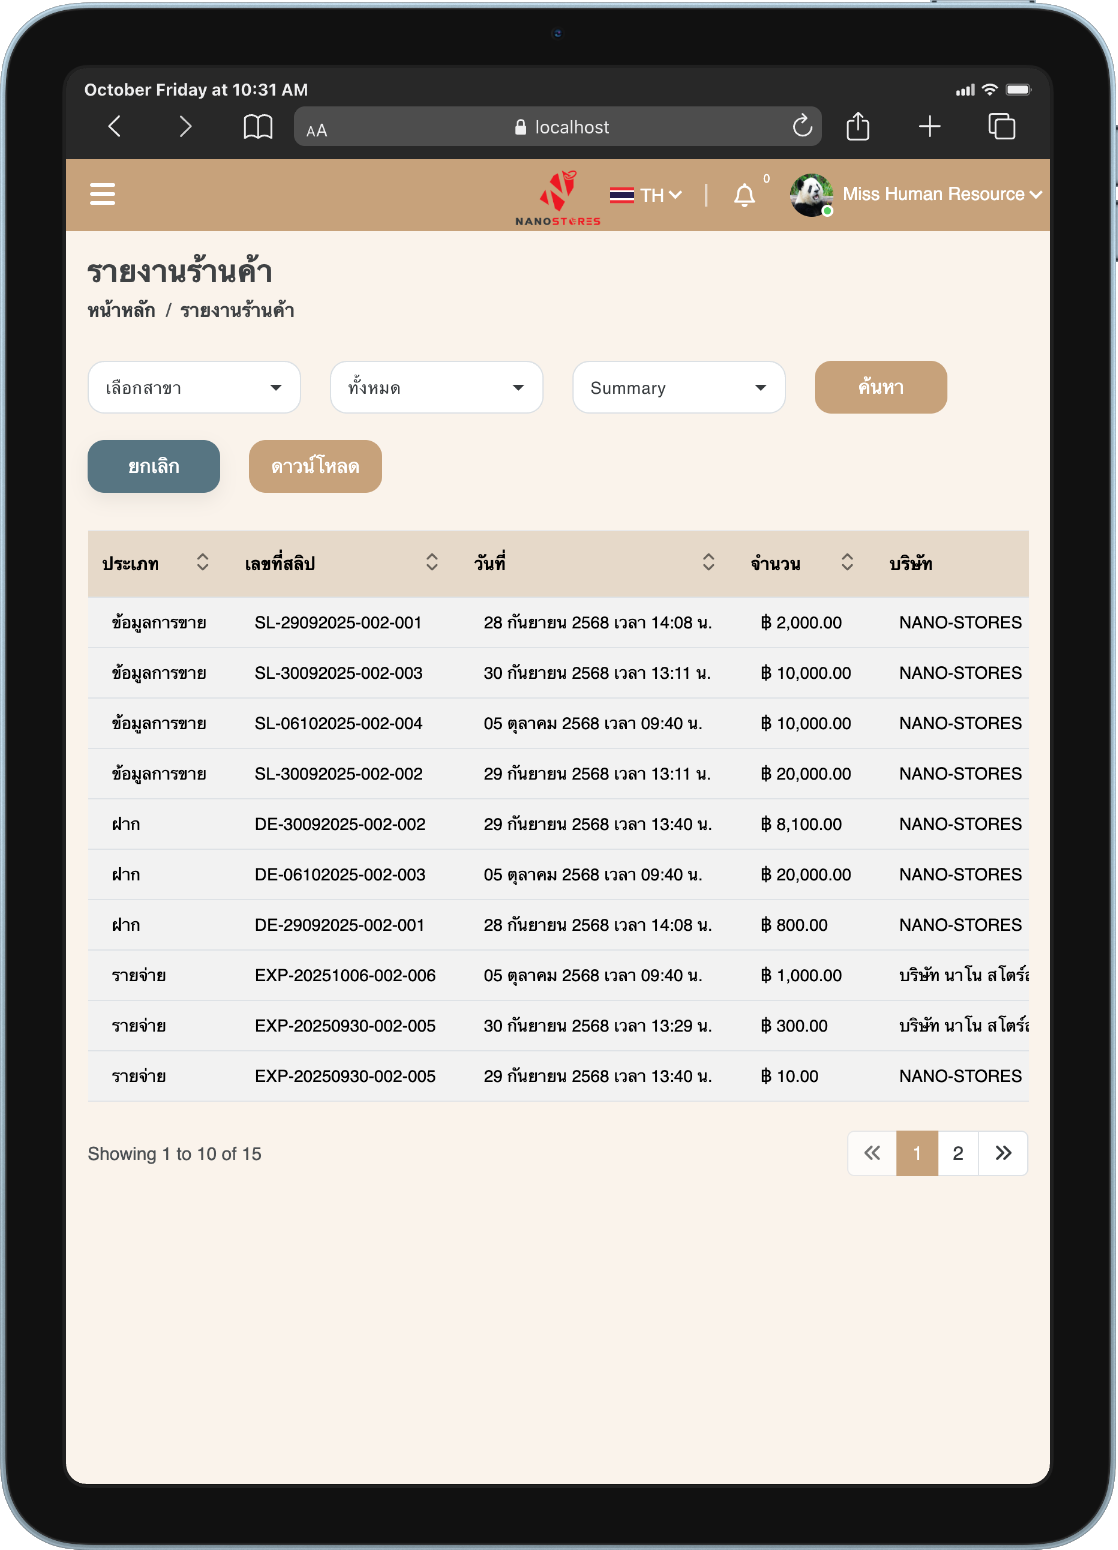 October Friday at 10:31 AM
AA localhost
NANOSTORES TH | 0 Miss Human Resource
รายงานร้านค้า
หน้าหลัก / รายงานร้านค้า
เลือกสาขา ทั้งหมด Summary ค้นหา
ยกเลิก ดาวน์โหลด
ประเภท เลขที่สลิป วันที่ จำนวน บริษัท
ข้อมูลการขาย SL-29092025-002-001 28 กันยายน 2568 เวลา 14:08 น. ฿ 2,000.00 NANO-STORES
ข้อมูลการขาย SL-30092025-002-003 30 กันยายน 2568 เวลา 13:11 น. ฿ 10,000.00 NANO-STORES
ข้อมูลการขาย SL-06102025-002-004 05 ตุลาคม 2568 เวลา 09:40 น. ฿ 10,000.00 NANO-STORES
ข้อมูลการขาย SL-30092025-002-002 29 กันยายน 2568 เวลา 13:11 น. ฿ 20,000.00 NANO-STORES
ฝาก DE-30092025-002-002 29 กันยายน 2568 เวลา 13:40 น. ฿ 8,100.00 NANO-STORES
ฝาก DE-06102025-002-003 05 ตุลาคม 2568 เวลา 09:40 น. ฿ 20,000.00 NANO-STORES
ฝาก DE-29092025-002-001 28 กันยายน 2568 เวลา 14:08 น. ฿ 800.00 NANO-STORES
รายจ่าย EXP-20251006-002-006 05 ตุลาคม 2568 เวลา 09:40 น. ฿ 1,000.00 บริษัท นาโน สโตร์
รายจ่าย EXP-20250930-002-005 30 กันยายน 2568 เวลา 13:29 น. ฿ 300.00 บริษัท นาโน สโตร์
รายจ่าย EXP-20250930-002-005 29 กันยายน 2568 เวลา 13:40 น. ฿ 10.00 NANO-STORES
Showing 1 to 10 of 15 « 1 2 »